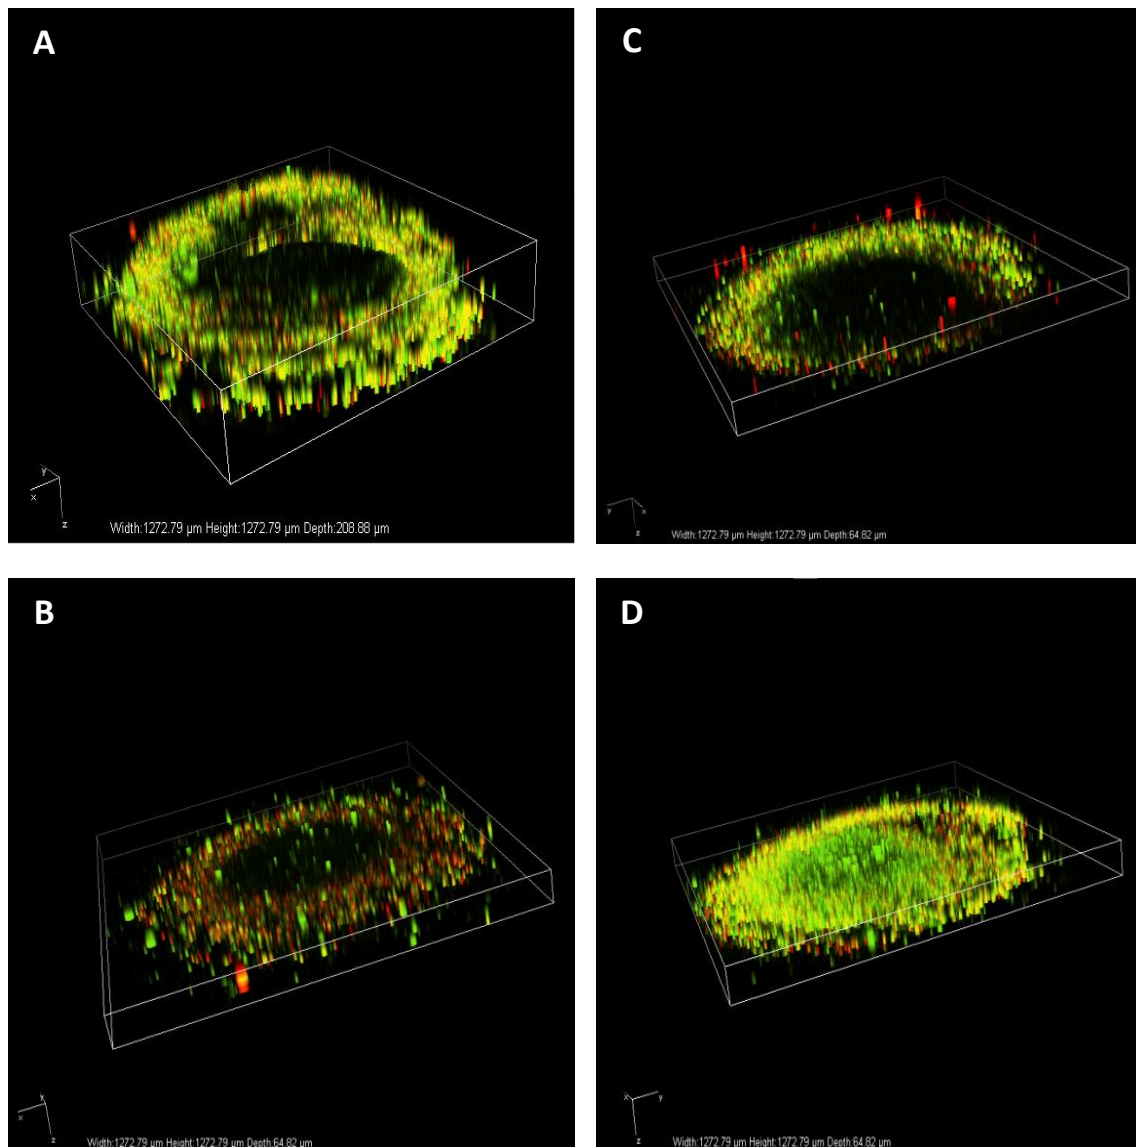 A
y
x
z
Width:1272.79 µm Height:1272.79 µm Depth:208.88 µm
C
y
x
z
Width:1272.79 µm Height:1272.79 µm Depth:64.82 µm
B
y
x
z
Width:1272.79 µm Height:1272.79 µm Depth:64.82 µm
D
x
y
z
Width:1272.79 µm Height:1272.79 µm Depth:64.82 µm